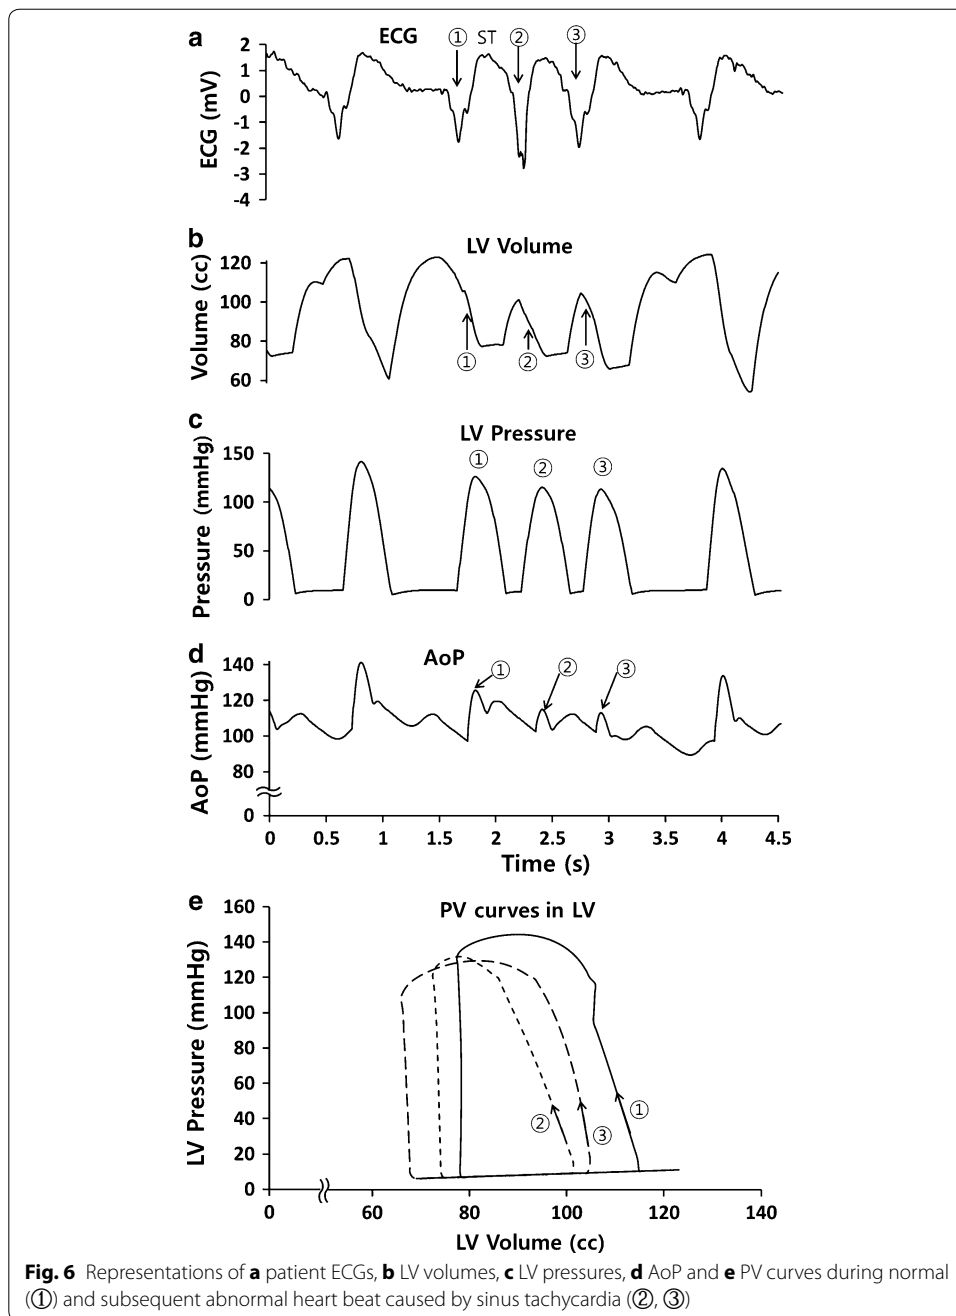 a
ECG ① ST ② ③
2
1
0
-1
-2
-3
-4
ECG (mV)
b
LV Volume
120
100
80
60
Volume (cc)
① ② ③
c
LV Pressure
150
100
50
0
Pressure (mmHg)
① ② ③
d
AoP
140
120
100
80
0
AoP (mmHg)
① ② ③
0 0.5 1 1.5 2 2.5 3 3.5 4 4.5
Time (s)
e
PV curves in LV
160
140
120
100
80
60
40
20
0
LV Pressure (mmHg)
① ② ③
0 60 80 100 120 140
LV Volume (cc)
Fig. 6 Representations of a patient ECGs, b LV volumes, c LV pressures, d AoP and e PV curves during normal
(①) and subsequent abnormal heart beat caused by sinus tachycardia (②, ③)